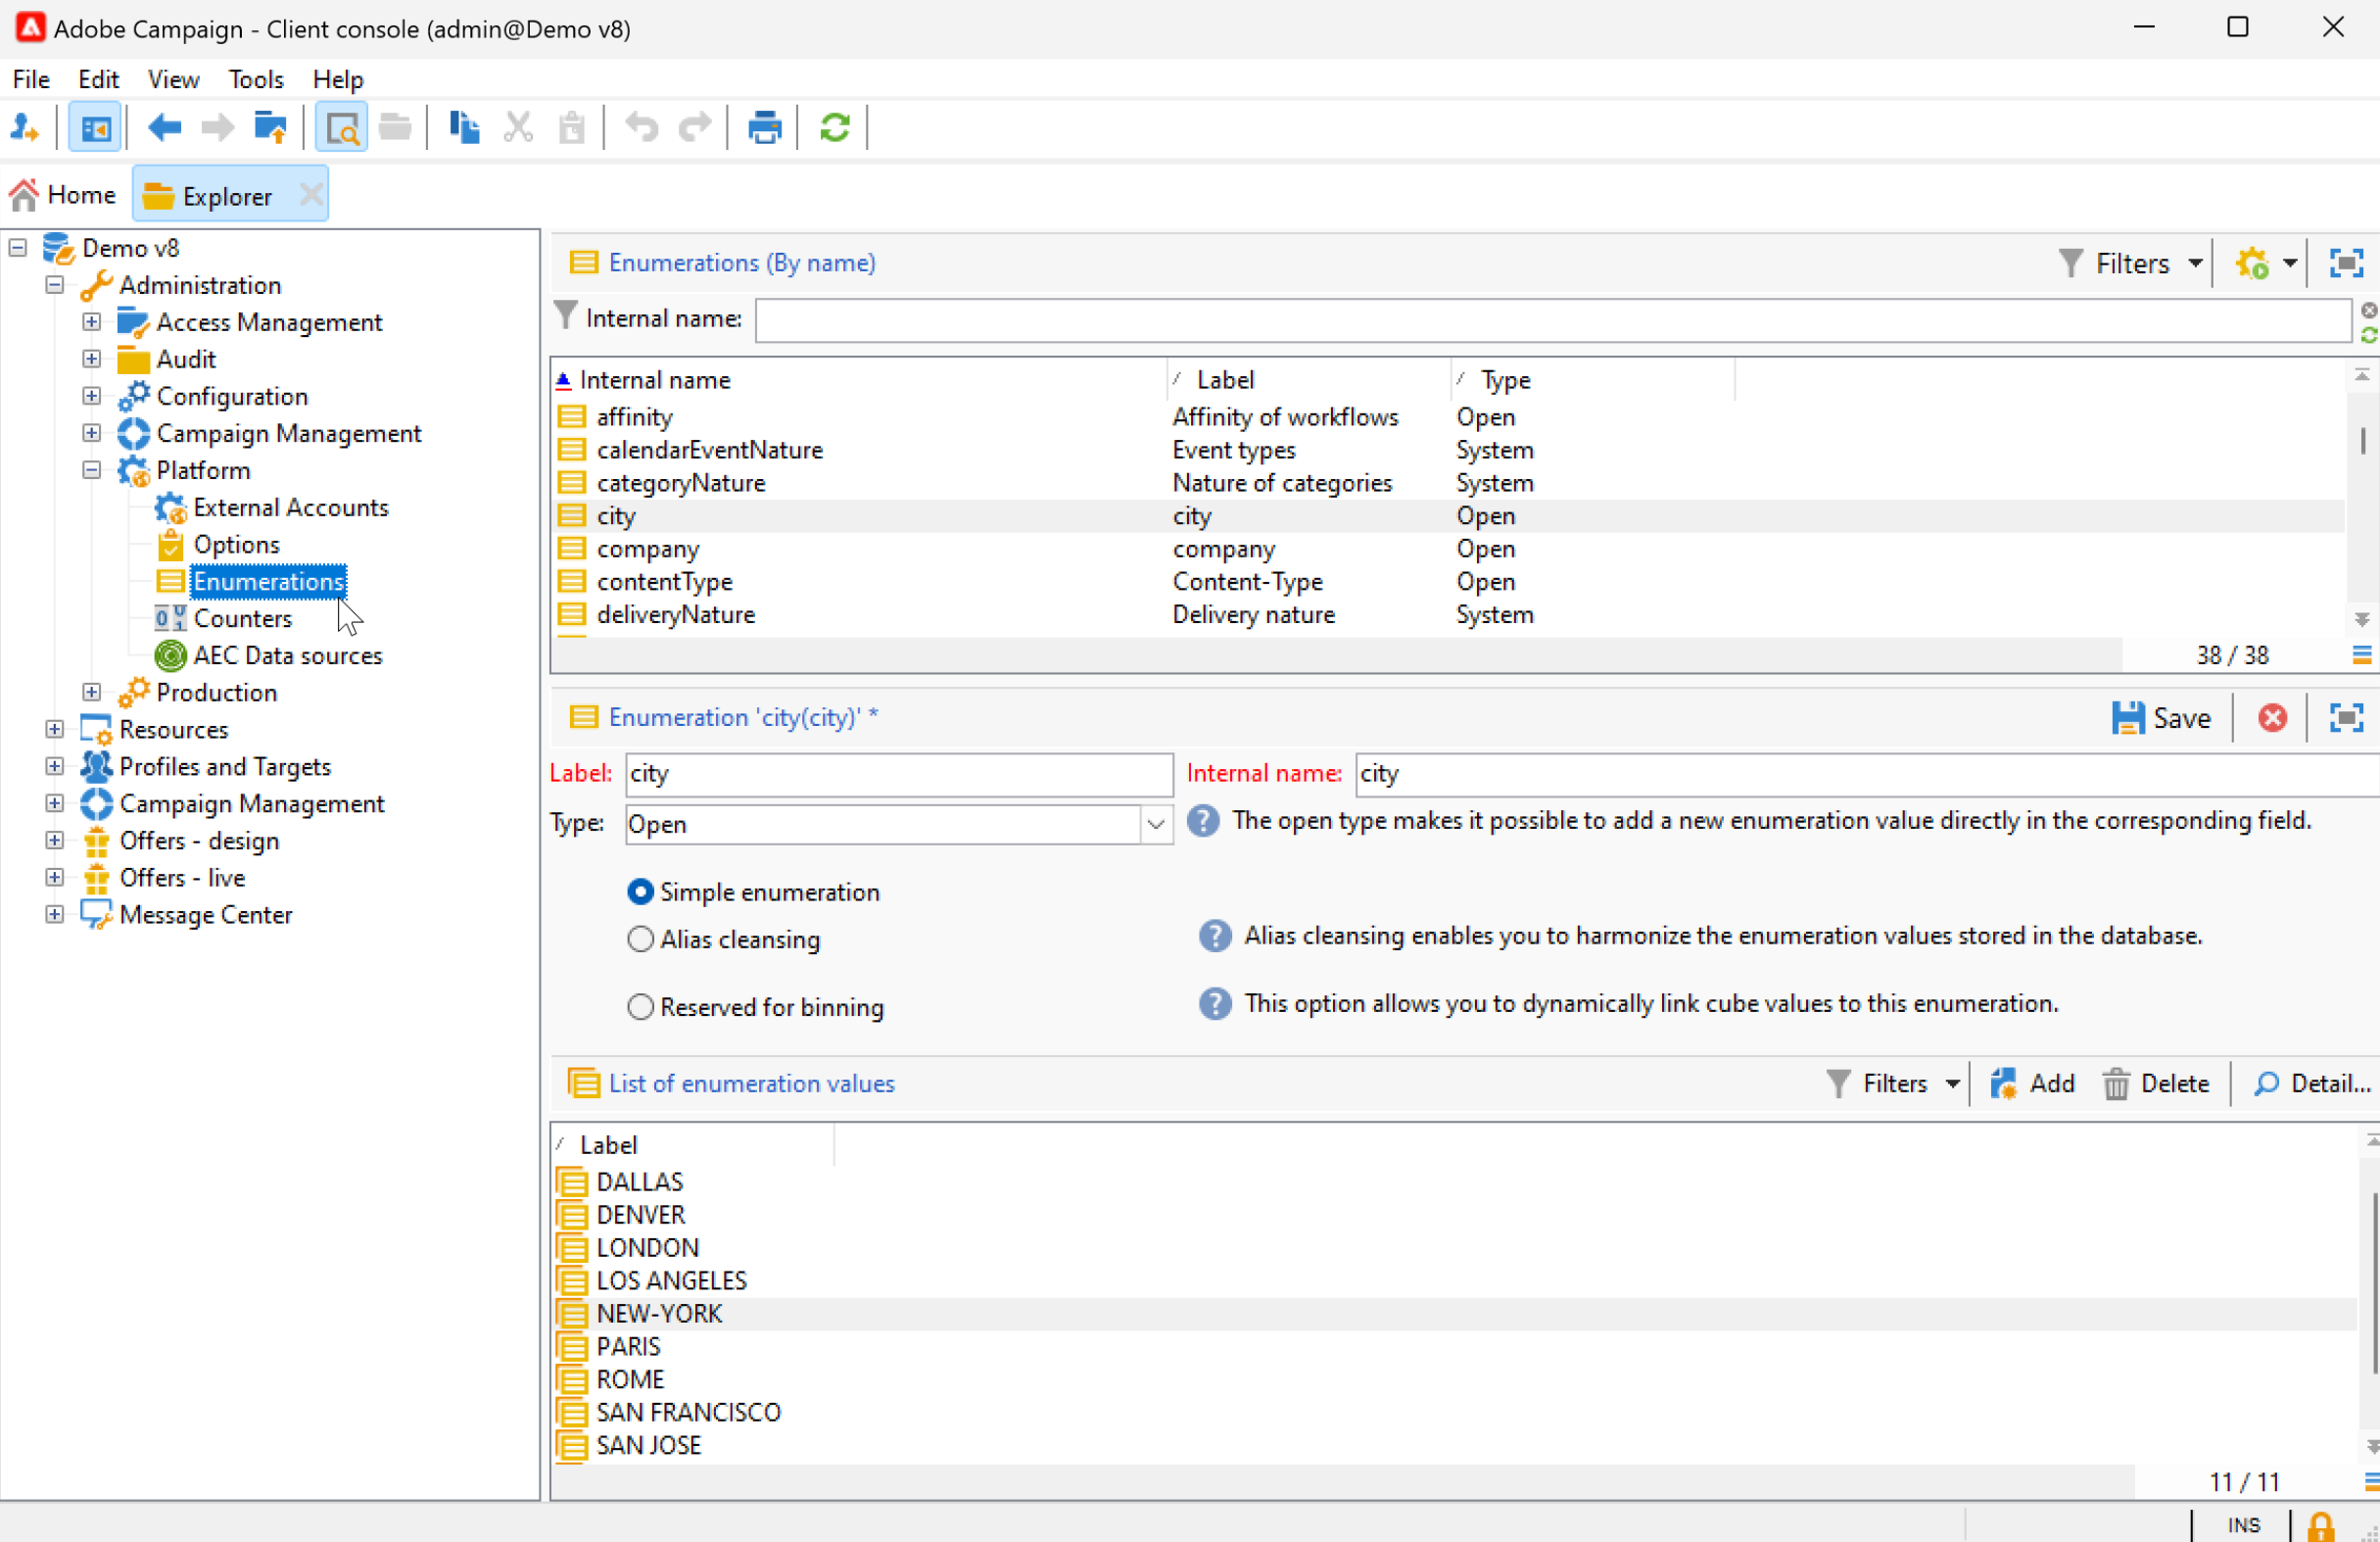 Adobe Campaign - Client console (admin@Demo v8)
File Edit View Tools Help
Home Explorer
Demo v8
Administration
Access Management
Audit
Configuration
Campaign Management
Platform
External Accounts
Options
Enumerations
Counters
AEC Data sources
Production
Resources
Profiles and Targets
Campaign Management
Offers - design
Offers - live
Message Center
Enumerations (By name) Filters
Internal name:
Internal name Label Type
affinity Affinity of workflows Open
calendarEventNature Event types System
categoryNature Nature of categories System
city city Open
company company Open
contentType Content-Type Open
deliveryNature Delivery nature System
38 / 38
Enumeration 'city(city)' * Save
Label: city Internal name: city
Type: Open The open type makes it possible to add a new enumeration value directly in the corresponding field.
Simple enumeration
Alias cleansing Alias cleansing enables you to harmonize the enumeration values stored in the database.
Reserved for binning This option allows you to dynamically link cube values to this enumeration.
List of enumeration values Filters Add Delete Detail...
Label
DALLAS
DENVER
LONDON
LOS ANGELES
NEW-YORK
PARIS
ROME
SAN FRANCISCO
SAN JOSE
11 / 11
INS